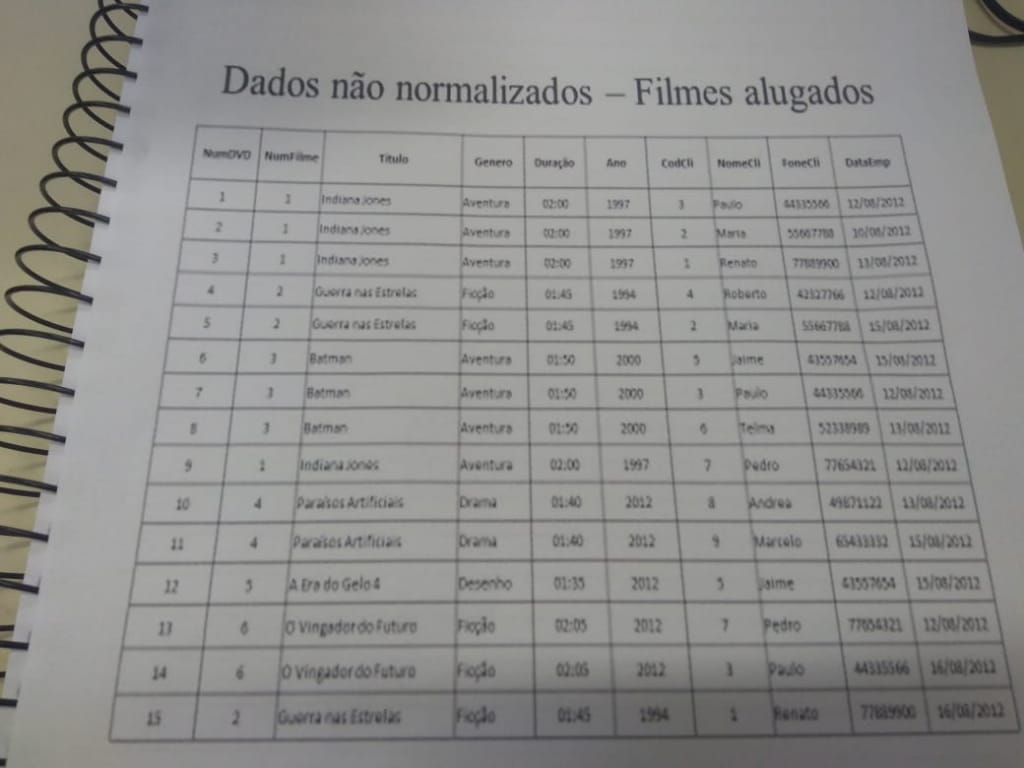 Dados não normalizados – Filmes alugados
NumDVD NumFilme Titulo Genero Duração Ano CodCli NomeCli FoneCli DataEmp
1 1 Indiana Jones Aventura 02:00 1997 3 Paulo 44335566 12/08/2012
2 1 Indiana Jones Aventura 02:00 1997 2 Maria 55667788 10/08/2012
3 1 Indiana Jones Aventura 02:00 1997 1 Renato 77889900 13/08/2012
4 2 Guerra nas Estrelas Ficção 01:45 1994 4 Roberto 12/08/2012
5 2 Guerra nas Estrelas Ficção 01:45 1994 2 Maria 55667788 15/08/2012
6 3 Batman Aventura 01:50 2000 5 Jaime 43557654 15/08/2012
7 3 Batman Aventura 01:50 2000 3 Paulo 44335566 12/08/2012
8 3 Batman Aventura 01:50 2000 6 Telma 13/08/2012
9 1 Indiana Jones Aventura 02:00 1997 7 Pedro 77654321 12/08/2012
10 4 Paraísos Artificiais Drama 01:40 2012 8 Andrea 13/08/2012
11 4 Paraísos Artificiais Drama 01:40 2012 9 Marcelo 15/08/2012
12 5 A Era do Gelo 4 Desenho 01:35 2012 5 Jaime 43557654 15/08/2012
13 6 O Vingador do Futuro Ficção 02:05 2012 7 Pedro 77654321 12/08/2012
14 6 O Vingador do Futuro Ficção 02:05 2012 3 Paulo 44335566 16/08/2012
15 2 Guerra nas Estrelas Ficção 01:45 1994 1 Renato 77889900 16/08/2012